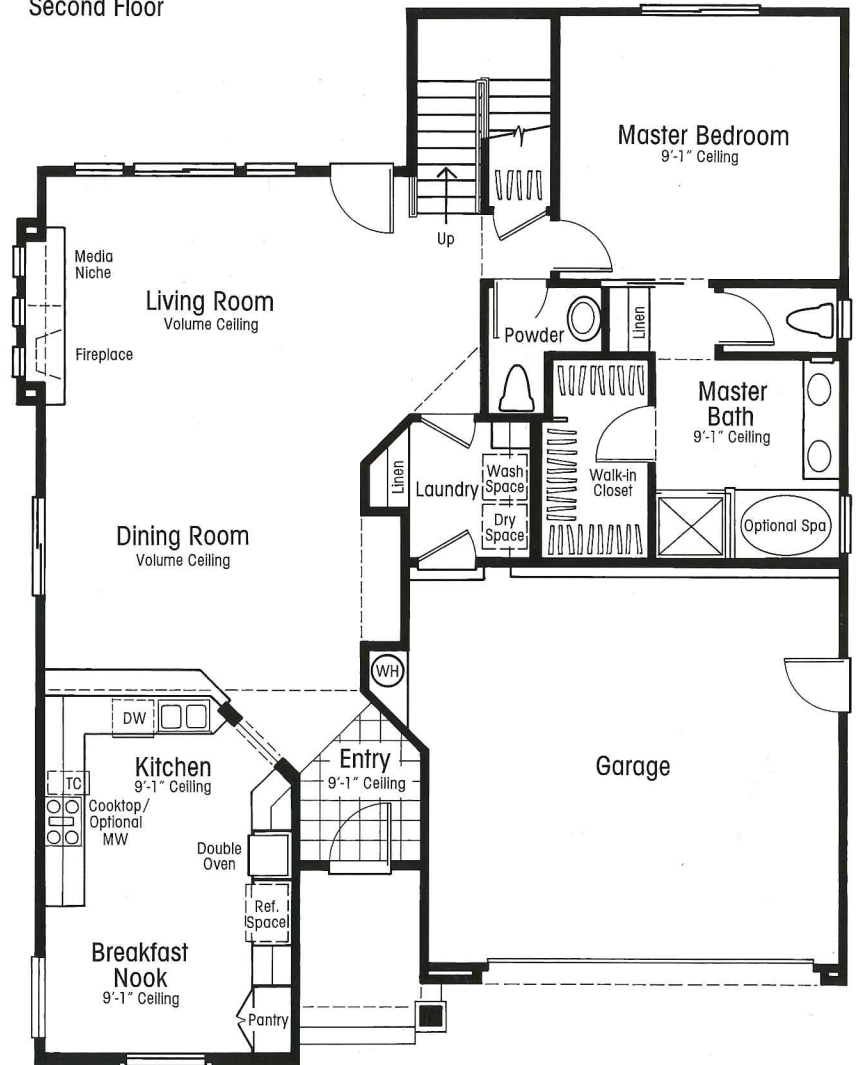 Second Floor
Master Bedroom
9'-1" Ceiling
Up
Media
Niche
Living Room
Volume Ceiling
Fireplace
Powder
Linen
Master
Bath
9'-1" Ceiling
Linen
Laundry
Wash
Space
Dry
Space
Walk-in
Closet
Optional Spa
Dining Room
Volume Ceiling
WH
DW
Kitchen
9'-1" Ceiling
Entry
9'-1" Ceiling
Garage
TC
Cooktop/
Optional
MW
Double
Oven
Ref.
Space
Breakfast
Nook
9'-1" Ceiling
Pantry